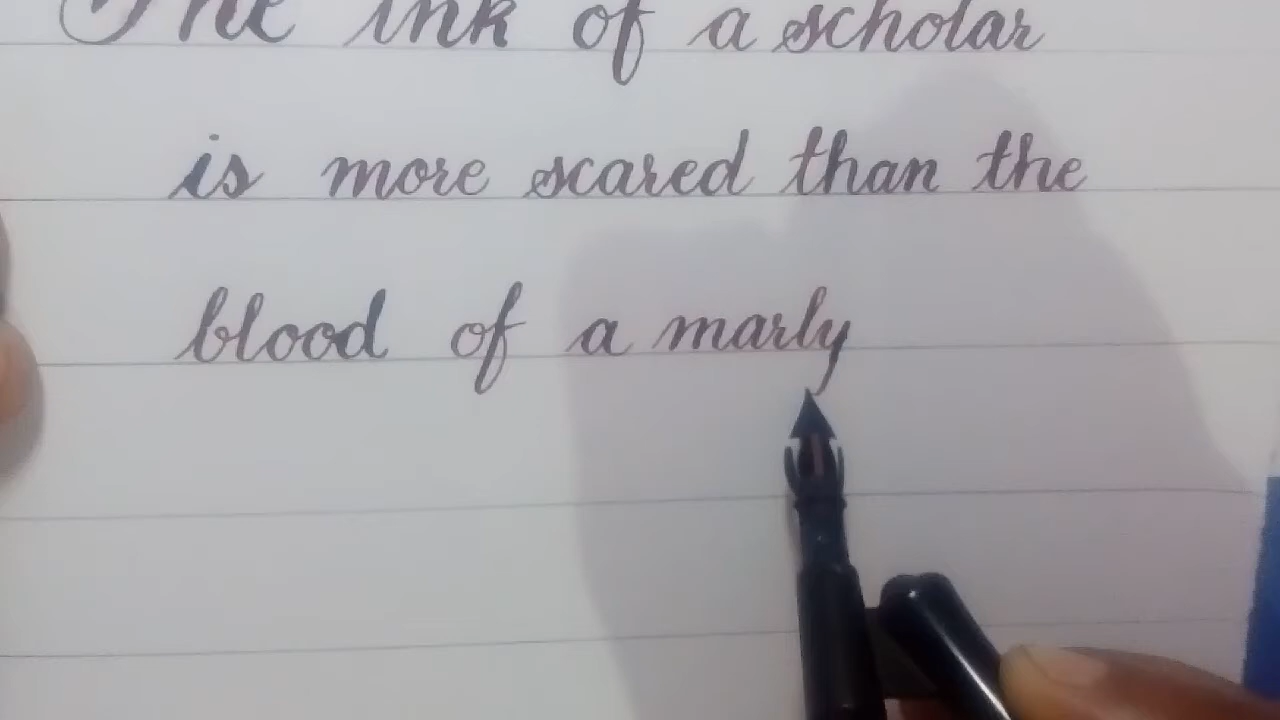 The ink of a scholar
is more scared than the
blood of a marly